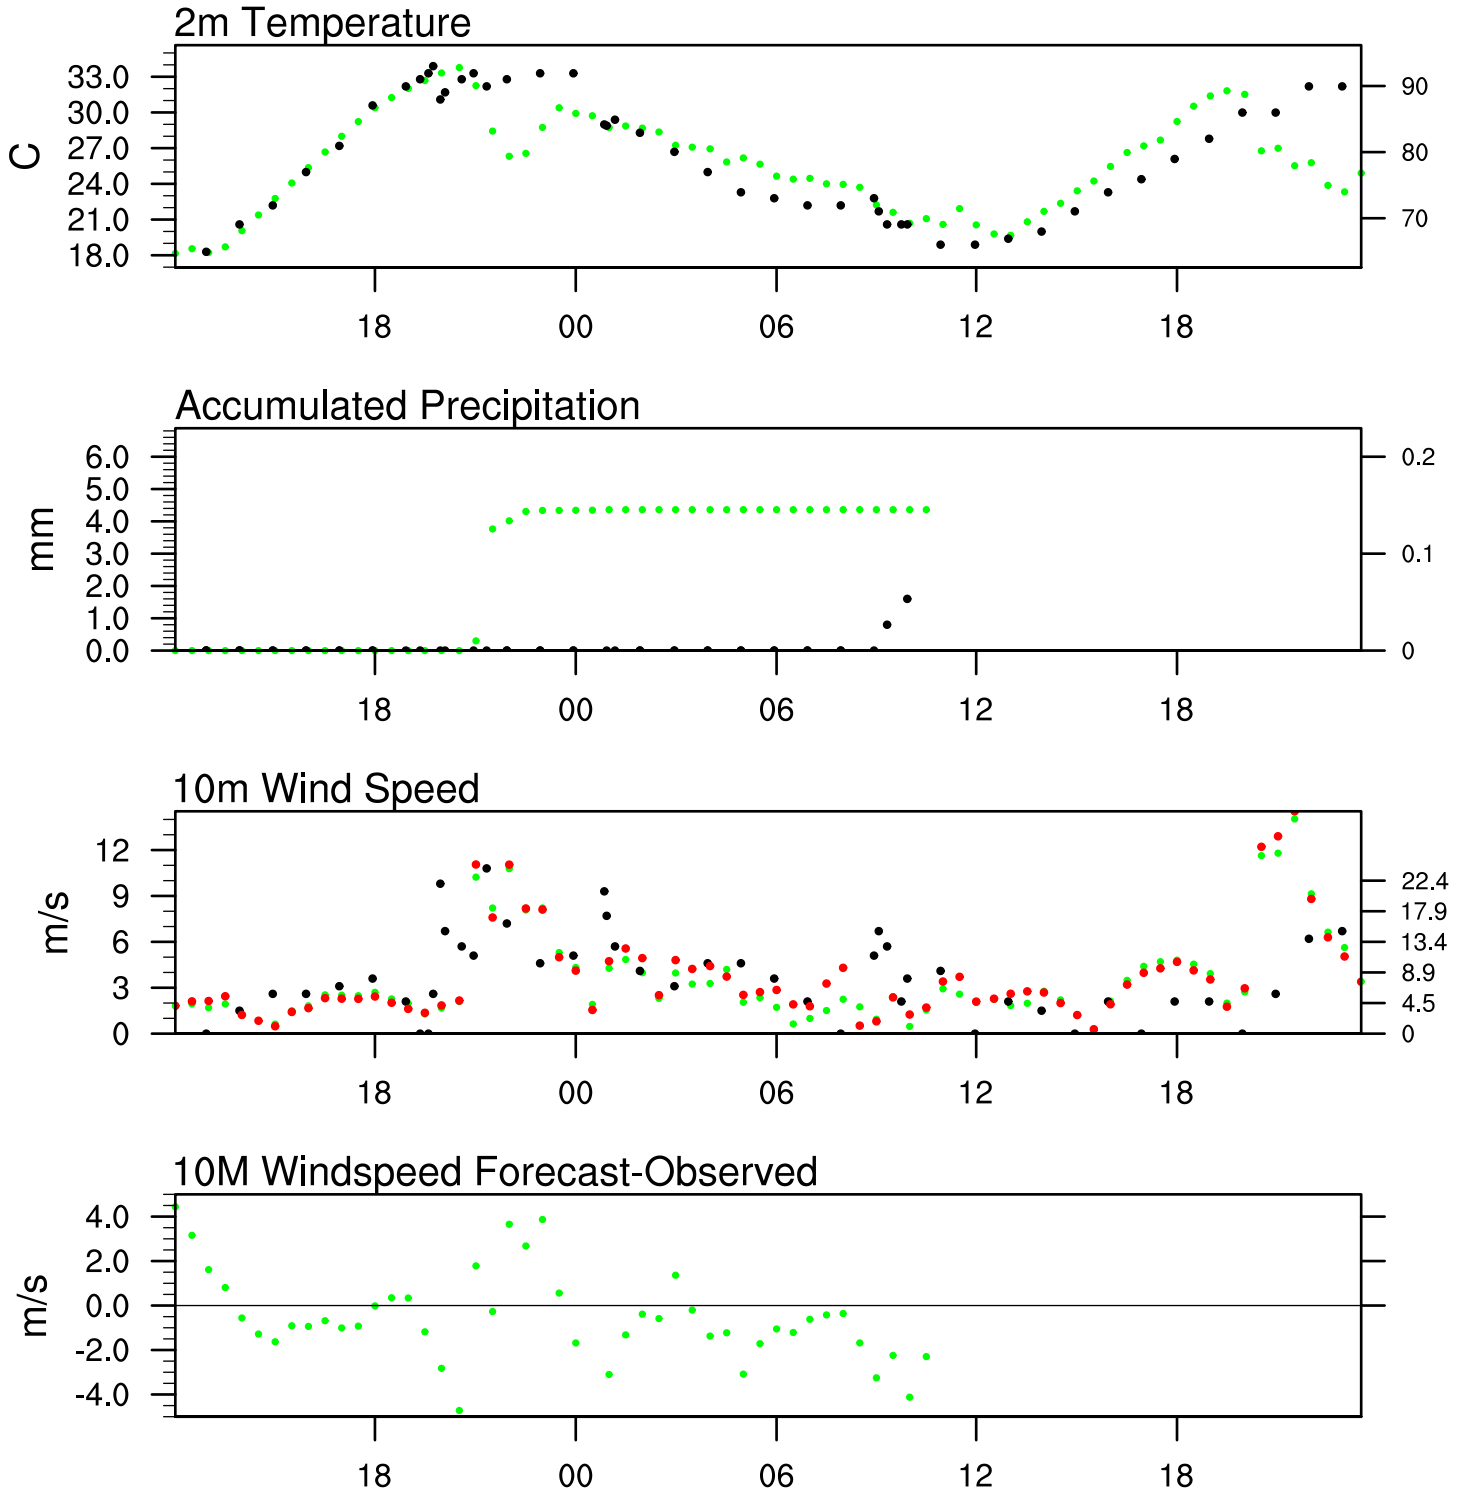 2m Temperature
33.0
30.0
27.0
24.0
21.0
18.0
C
90
80
70
18 00 06 12 18
Accumulated Precipitation
6.0
5.0
4.0
3.0
2.0
1.0
0.0
mm
0.2
0.1
0
18 00 06 12 18
10m Wind Speed
12
9
6
3
0
m/s
22.4
17.9
13.4
8.9
4.5
0
18 00 06 12 18
10M Windspeed Forecast-Observed
4.0
2.0
0.0
-2.0
-4.0
m/s
18 00 06 12 18